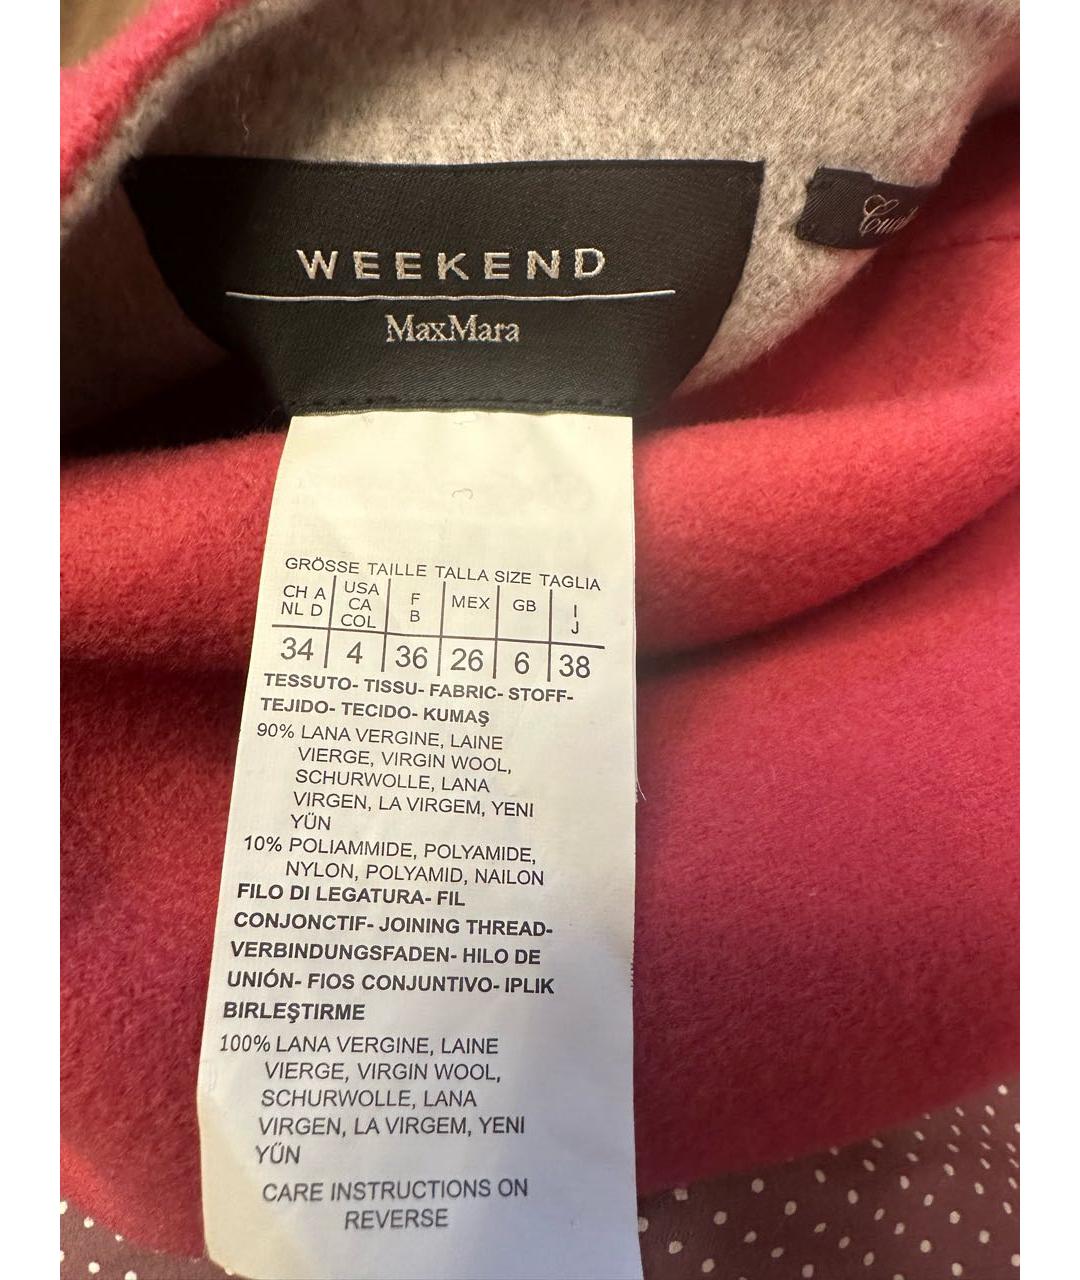 WEEKEND
MaxMara
GRÖSSE TAILLE TALLA SIZE TAGLIA
CH A NL D | USA CA COL | F B | MEX | GB | I J
34 | 4 | 36 | 26 | 6 | 38
TESSUTO- TISSU- FABRIC- STOFF-
TEJIDO- TECIDO- KUMAŞ
90% LANA VERGINE, LAINE
VIERGE, VIRGIN WOOL,
SCHURWOLLE, LANA
VIRGEN, LA VIRGEM, YENI
YÜN
10% POLIAMMIDE, POLYAMIDE,
NYLON, POLYAMID, NAILON
FILO DI LEGATURA- FIL
CONJONCTIF- JOINING THREAD-
VERBINDUNGSFADEN- HILO DE
UNIÓN- FIOS CONJUNTIVO- IPLIK
BIRLEŞTIRME
100% LANA VERGINE, LAINE
VIERGE, VIRGIN WOOL,
SCHURWOLLE, LANA
VIRGEN, LA VIRGEM, YENI
YÜN
CARE INSTRUCTIONS ON
REVERSE